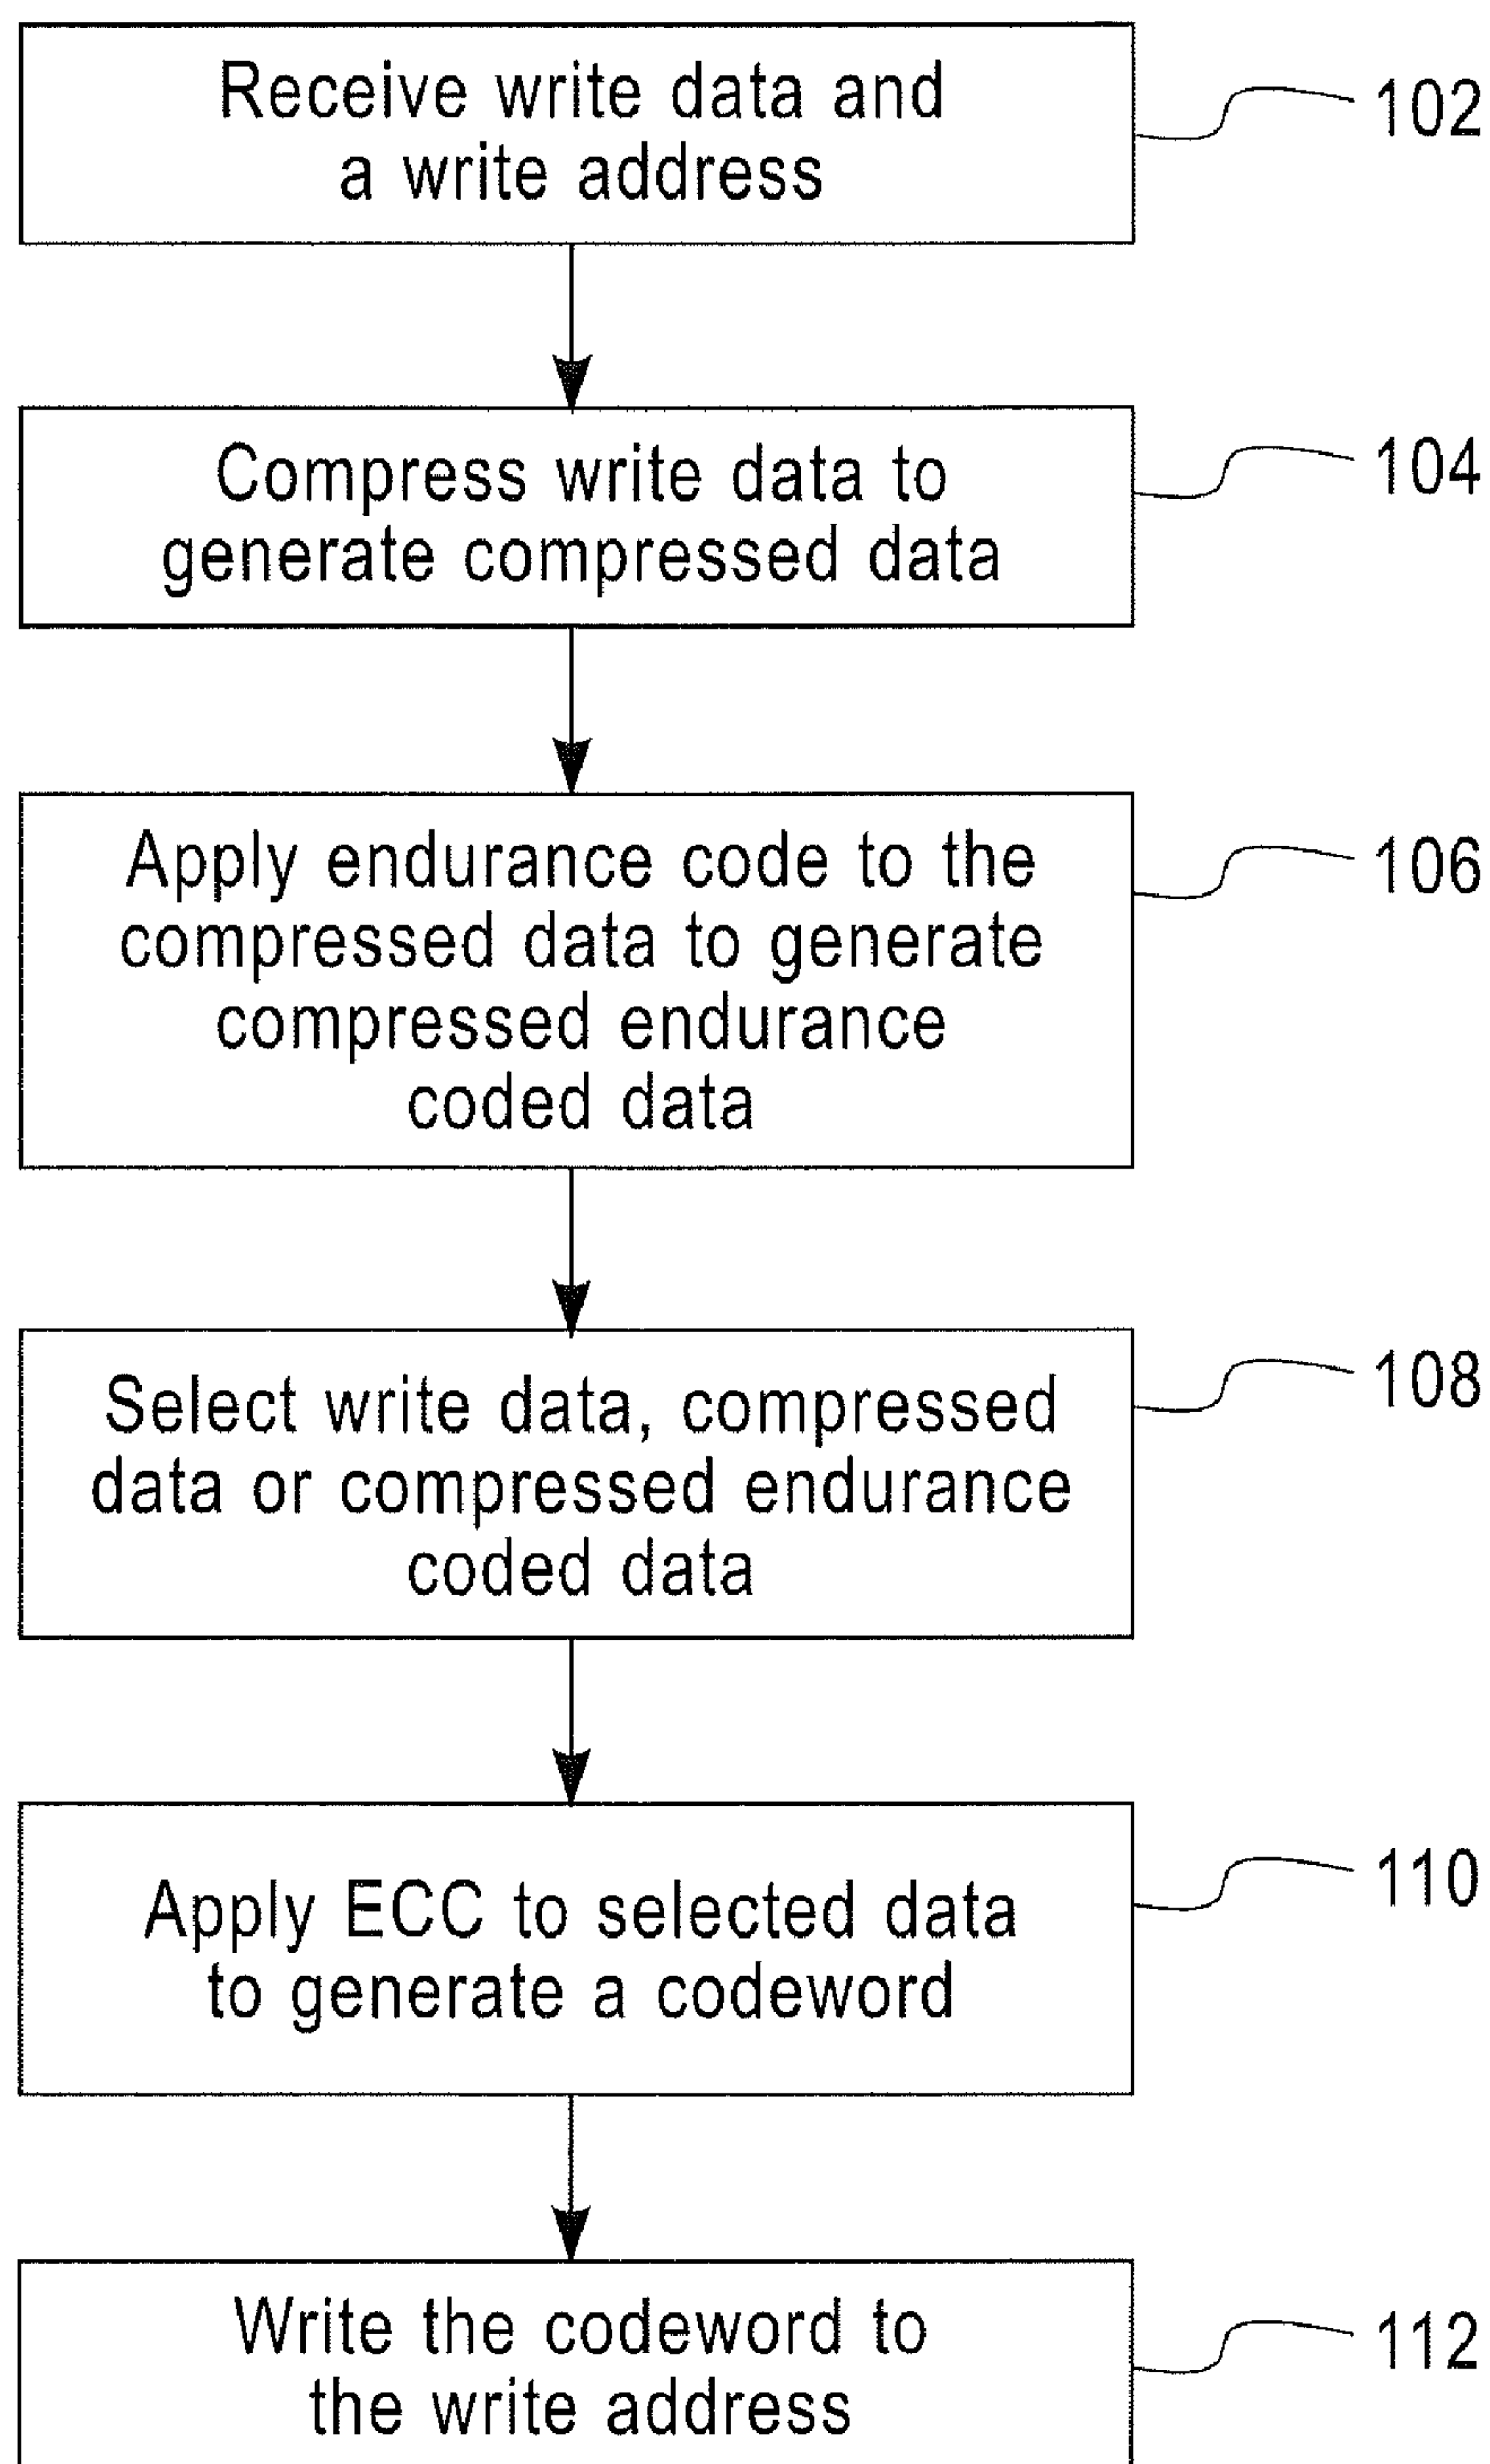 Receive write data and
a write address
102
Compress write data to
generate compressed data
104
Apply endurance code to the
compressed data to generate
compressed endurance
coded data
106
Select write data, compressed
data or compressed endurance
coded data
108
Apply ECC to selected data
to generate a codeword
110
Write the codeword to
the write address
112